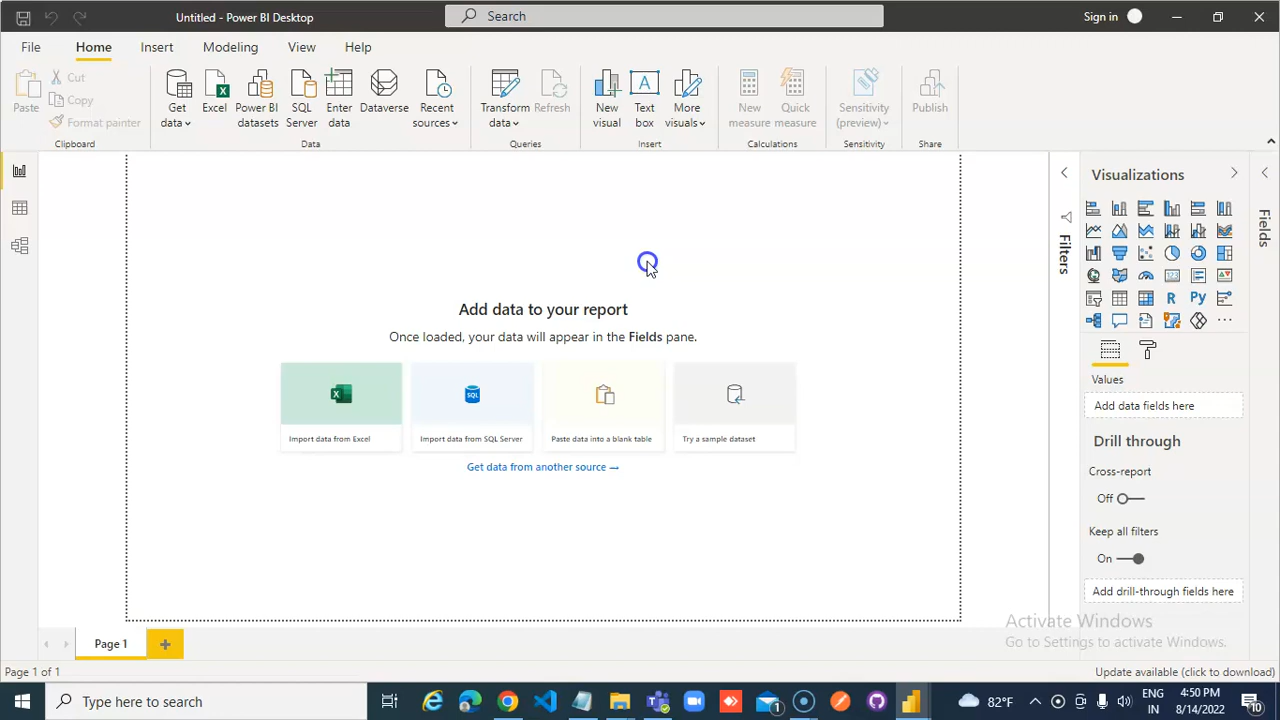 Untitled - Power BI Desktop
Search
Sign in
File Home Insert Modeling View Help
Paste
Cut
Copy
Format painter
Clipboard
Get data
Excel
Power BI datasets
SQL Server
Enter data
Dataverse
Recent sources
Data
Transform data
Refresh
Queries
New visual
Text box
More visuals
Insert
New measure
Quick measure
Calculations
Sensitivity (preview)
Sensitivity
Publish
Share
Add data to your report
Once loaded, your data will appear in the Fields pane.
Import data from Excel
SQL
Import data from SQL Server
Paste data into a blank table
Try a sample dataset
Get data from another source →
Filters
Visualizations
123
R
Py
Values
Add data fields here
Drill through
Cross-report
Off
Keep all filters
On
Add drill-through fields here
Fields
Activate Windows
Go to Settings to activate Windows.
Page 1
Page 1 of 1
Update available (click to download)
Type here to search
1
82°F
ENG
IN
4:50 PM
8/14/2022
10